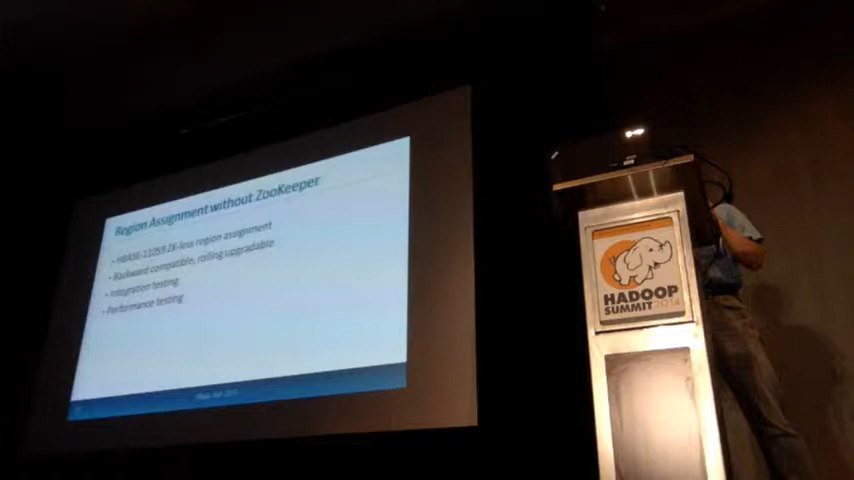 Region Assignment without ZooKeeper
• HBASE-11059 ZK-less region assignment
• Backward compatible, rolling upgradable
• Integration testing
• Performance testing
HADOOP
SUMMIT 2014